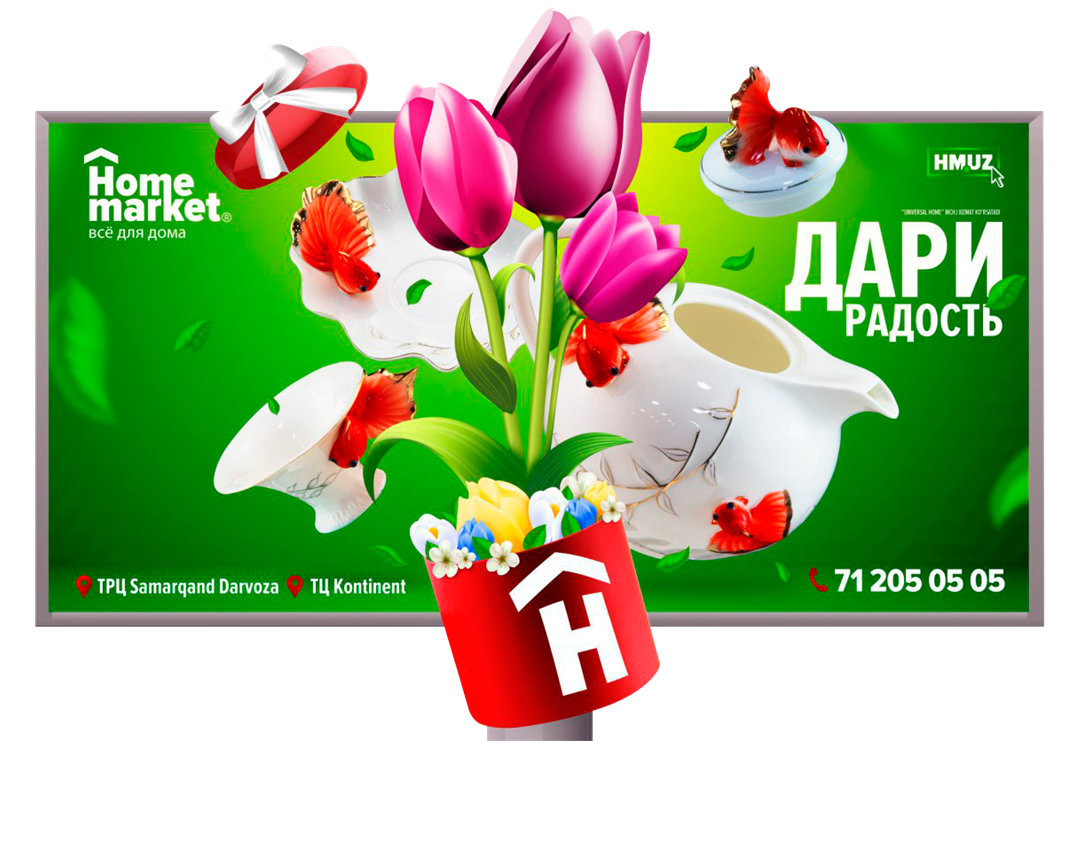 Home
market®
всё для дома
HMUZ
"UNIVERSAL HOME" MCHJ XIZMAT KO'RSATADI
ДАРИ
РАДОСТЬ
ТРЦ Samarqand Darvoza ТЦ Kontinent
71 205 05 05
H